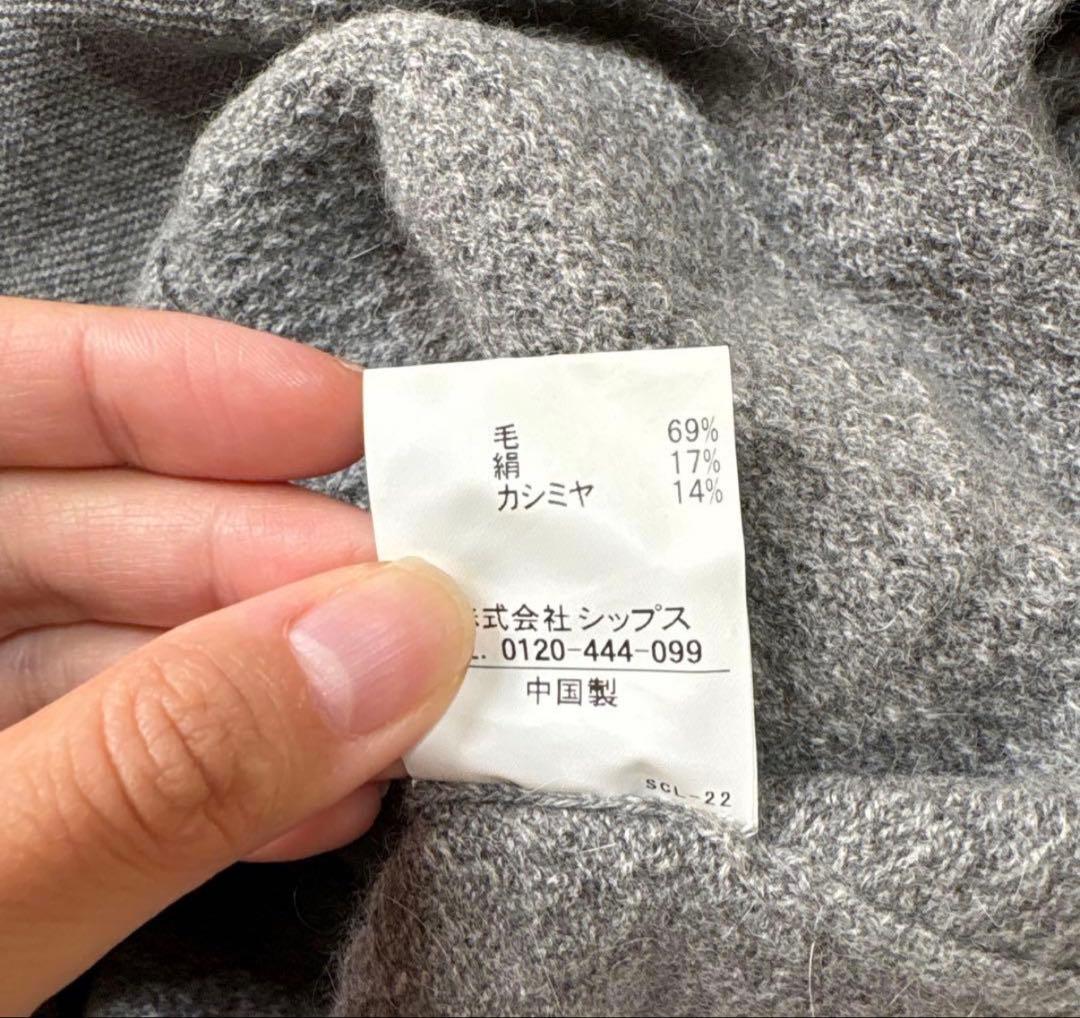 毛 69%
絹 17%
カシミヤ 14%
式会社シップス
. 0120-444-099
中国製
SCL-22